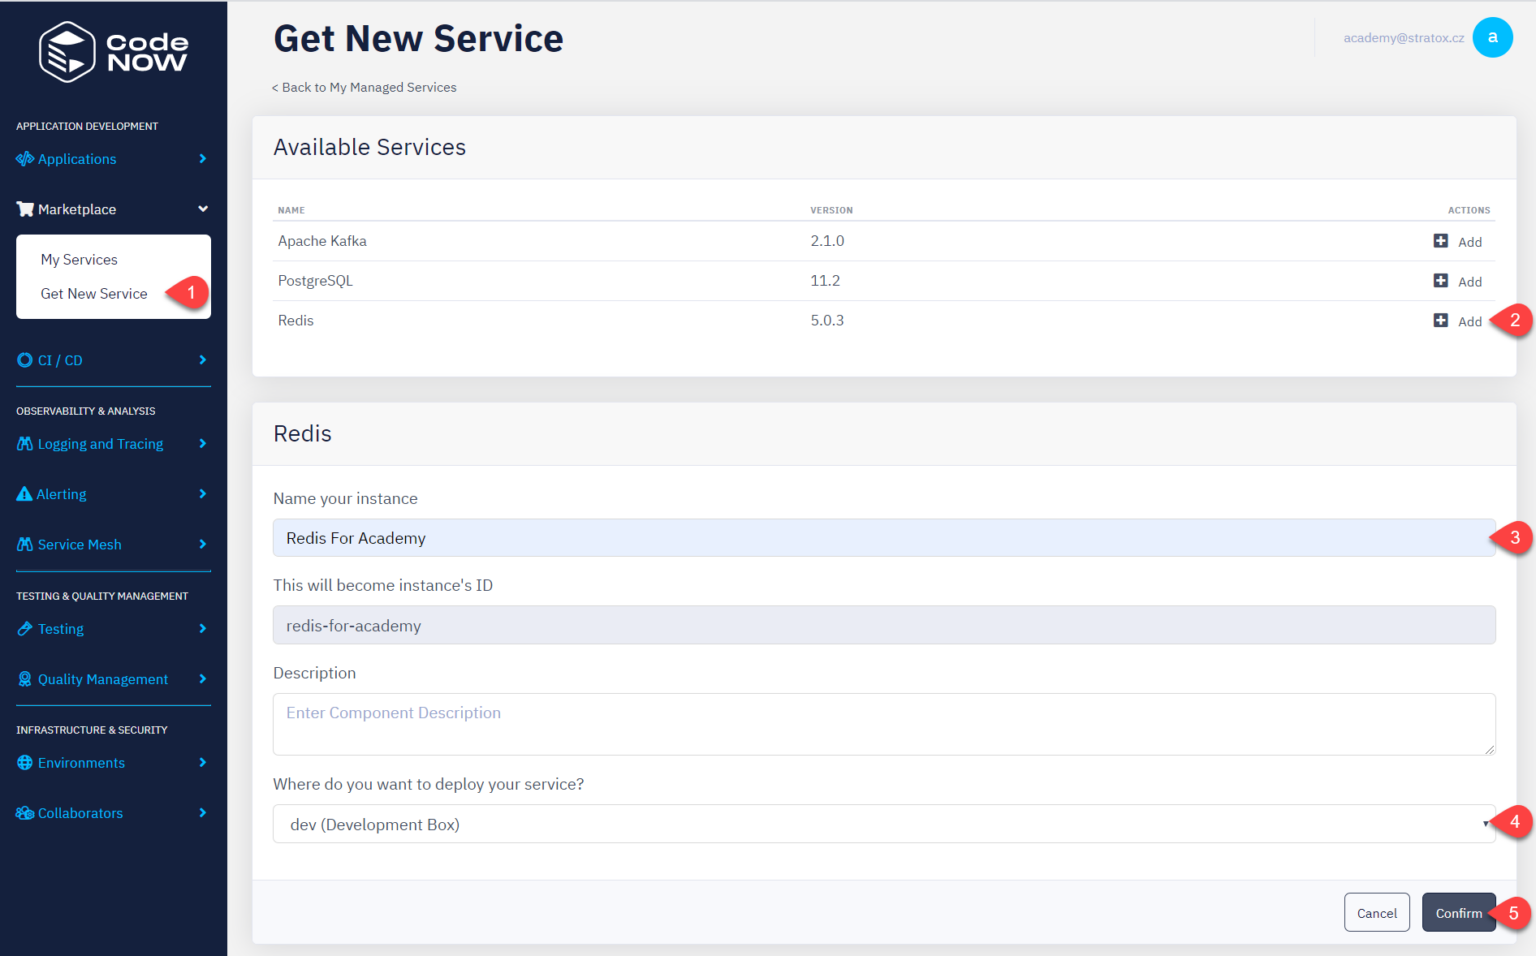 Code
NOW
APPLICATION DEVELOPMENT
Applications
Marketplace
My Services
Get New Service
1
CI / CD
OBSERVABILITY & ANALYSIS
Logging and Tracing
Alerting
Service Mesh
TESTING & QUALITY MANAGEMENT
Testing
Quality Management
INFRASTRUCTURE & SECURITY
Environments
Collaborators
Get New Service
academy@stratox.cz a
< Back to My Managed Services
Available Services
NAME VERSION ACTIONS
Apache Kafka 2.1.0 Add
PostgreSQL 11.2 Add
Redis 5.0.3 Add 2
Redis
Name your instance
Redis For Academy 3
This will become instance's ID
redis-for-academy
Description
Enter Component Description
Where do you want to deploy your service?
dev (Development Box) 4
Cancel Confirm 5